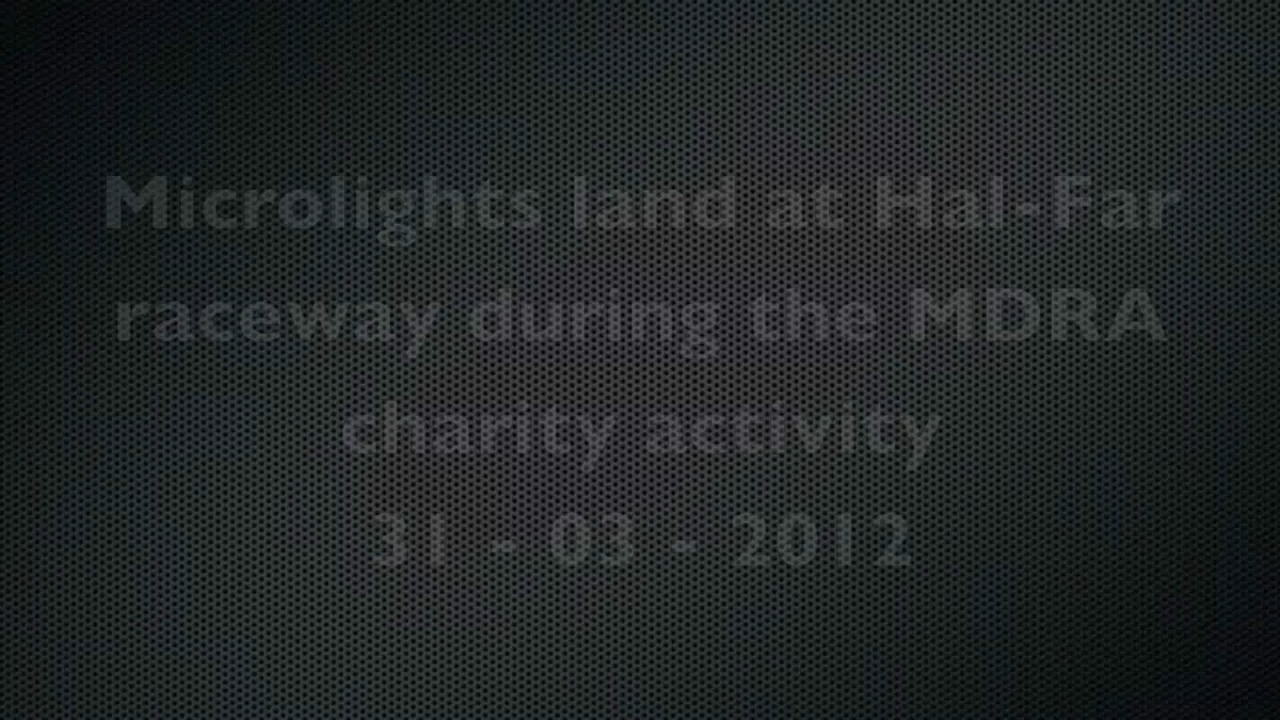 Microlights land at Hal-Far
raceway during the MDRA
charity activity
31 - 03 - 2012